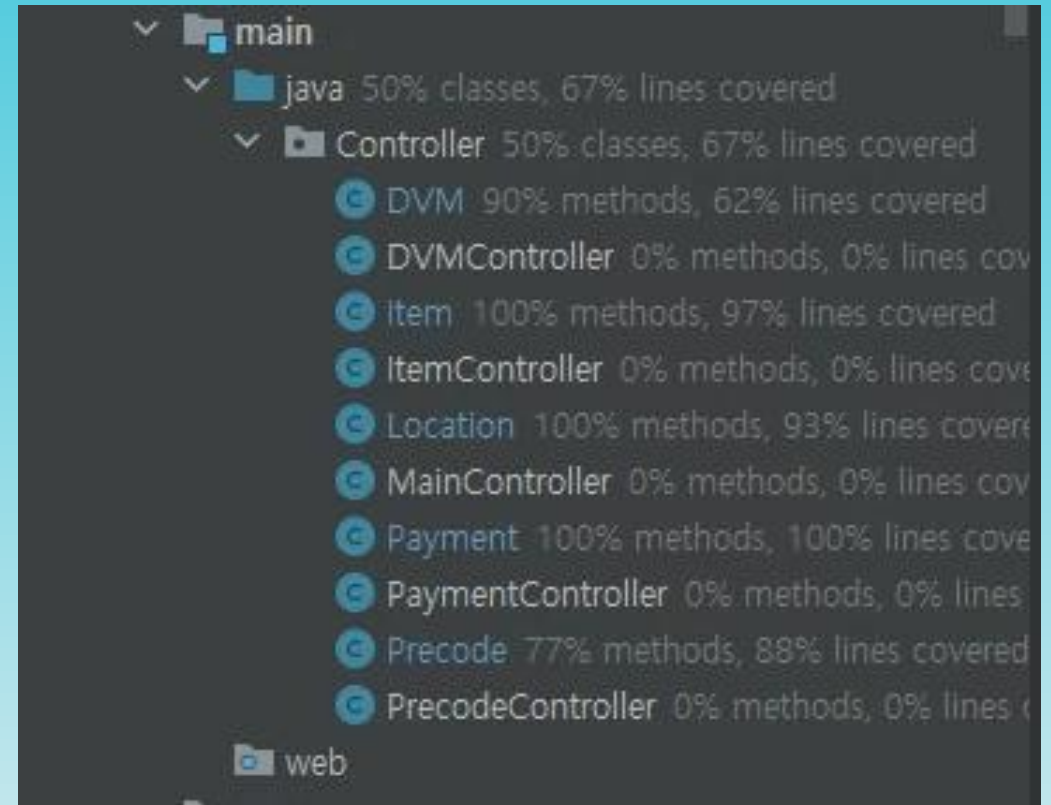 main
java 50% classes, 67% lines covered
Controller 50% classes, 67% lines covered
DVM 90% methods, 62% lines covered
DVMController 0% methods, 0% lines cov
Item 100% methods, 97% lines covered
ItemController 0% methods, 0% lines cove
Location 100% methods, 93% lines covere
MainController 0% methods, 0% lines cov
Payment 100% methods, 100% lines cove
PaymentController 0% methods, 0% lines
Precode 77% methods, 88% lines covered
PrecodeController 0% methods, 0% lines
web